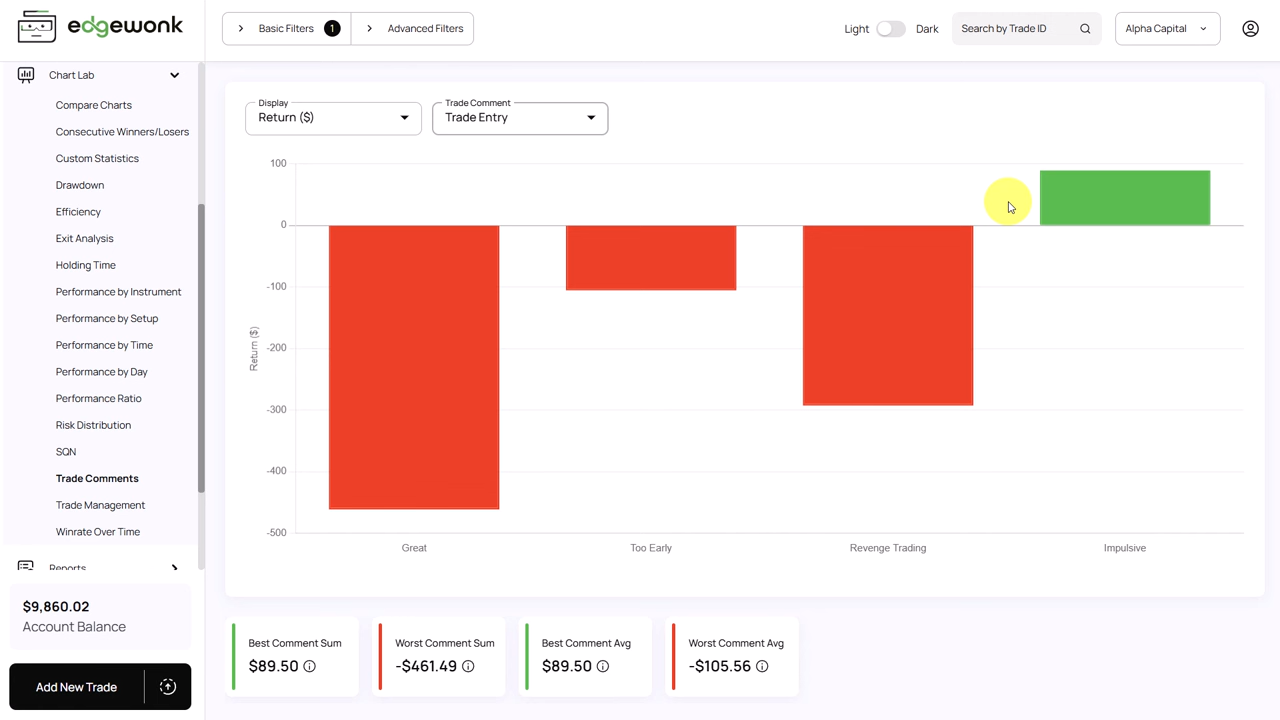 edgewonk
Basic Filters 1
Advanced Filters
Light
Dark
Search by Trade ID
Alpha Capital
Chart Lab
Compare Charts
Consecutive Winners/Losers
Custom Statistics
Drawdown
Efficiency
Exit Analysis
Holding Time
Performance by Instrument
Performance by Setup
Performance by Time
Performance by Day
Performance Ratio
Risk Distribution
SQN
Trade Comments
Trade Management
Winrate Over Time
Reports
$9,860.02
Account Balance
Add New Trade
Display
Return ($)
Trade Comment
Trade Entry
100
0
-100
-200
-300
-400
-500
Return ($)
Great
Too Early
Revenge Trading
Impulsive
Best Comment Sum
$89.50
Worst Comment Sum
-$461.49
Best Comment Avg
$89.50
Worst Comment Avg
-$105.56